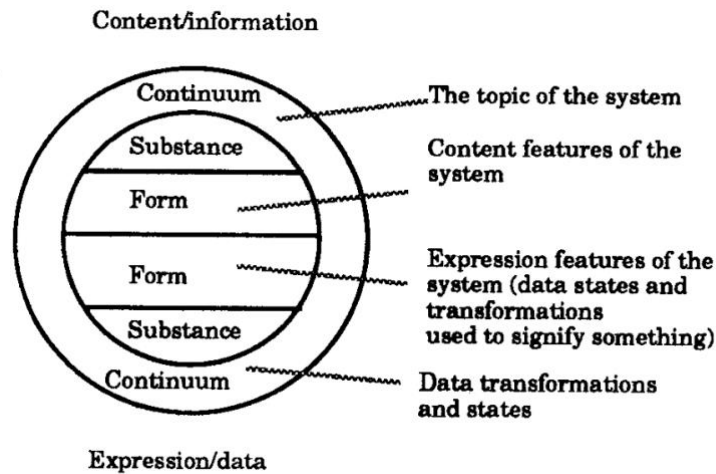 Content/information
Continuum
The topic of the system
Substance
Content features of the
system
Form
Form
Expression features of the
system (data states and
transformations
used to signify something)
Substance
Continuum
Data transformations
and states
Expression/data